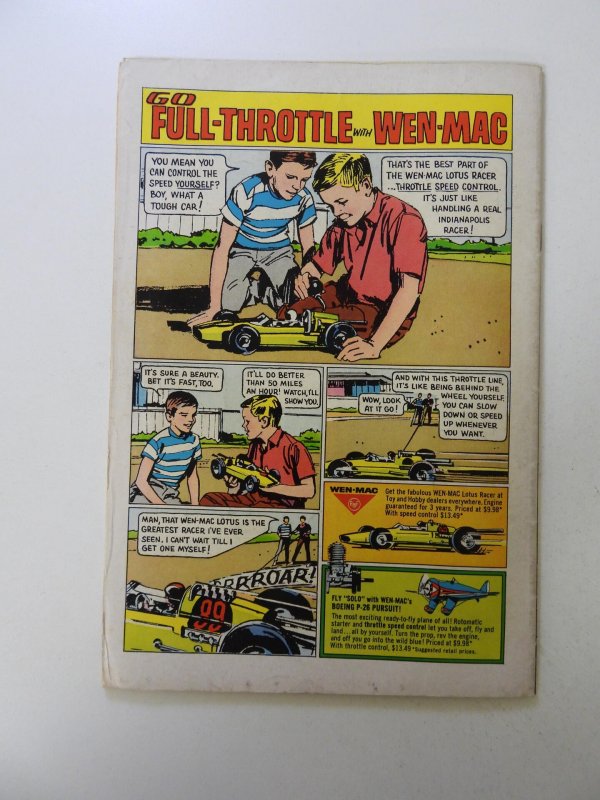 GO
FULL-THROTTLE WITH WEN-MAC
YOU MEAN YOU
CAN CONTROL THE
SPEED YOURSELF?
BOY, WHAT A
TOUGH CAR!
THAT'S THE BEST PART OF
THE WEN-MAC LOTUS RACER
...THROTLE SPEED CONTROL.
IT'S JUST LIKE
HANDLING A REAL
INDIANAPOLIS
RACER!
IT'S SURE A BEAUTY.
BET IT'S FAST, TOO.
IT'LL DO BETTER
THAN 50 MILES
AN HOUR! WATCH, I'LL
SHOW YOU.
WOW, LOOK
AT IT GO!
AND WITH THIS THROTTLE LINE,
IT'S LIKE BEING BEHIND THE
WHEEL YOURSELF.
YOU CAN SLOW
DOWN OR SPEED
UP WHENEVER
YOU WANT.
MAN, THAT WEN-MAC LOTUS IS THE
GREATEST RACER I'VE EVER
SEEN. I CAN'T WAIT TILL I
GET ONE MYSELF!
RRRROAR!
99
WEN-MAC
Get the fabulous WEN-MAC Lotus Racer at
Toy and Hobby dealers everywhere. Engine
guaranteed for 3 years. Priced at $9.98*
With speed control $13.49*
FLY "SOLO" with WEN-MAC's
BOEING P-26 PURSUIT!
The most exciting ready-to-fly plane of all! Rotomatic
starter and throttle speed control let you take off, fly and
land...all by yourself. Turn the prop, rev the engine,
and off you go into the wild blue! Priced at $9.98*
With throttle control, $13.49 *Suggested retail prices.